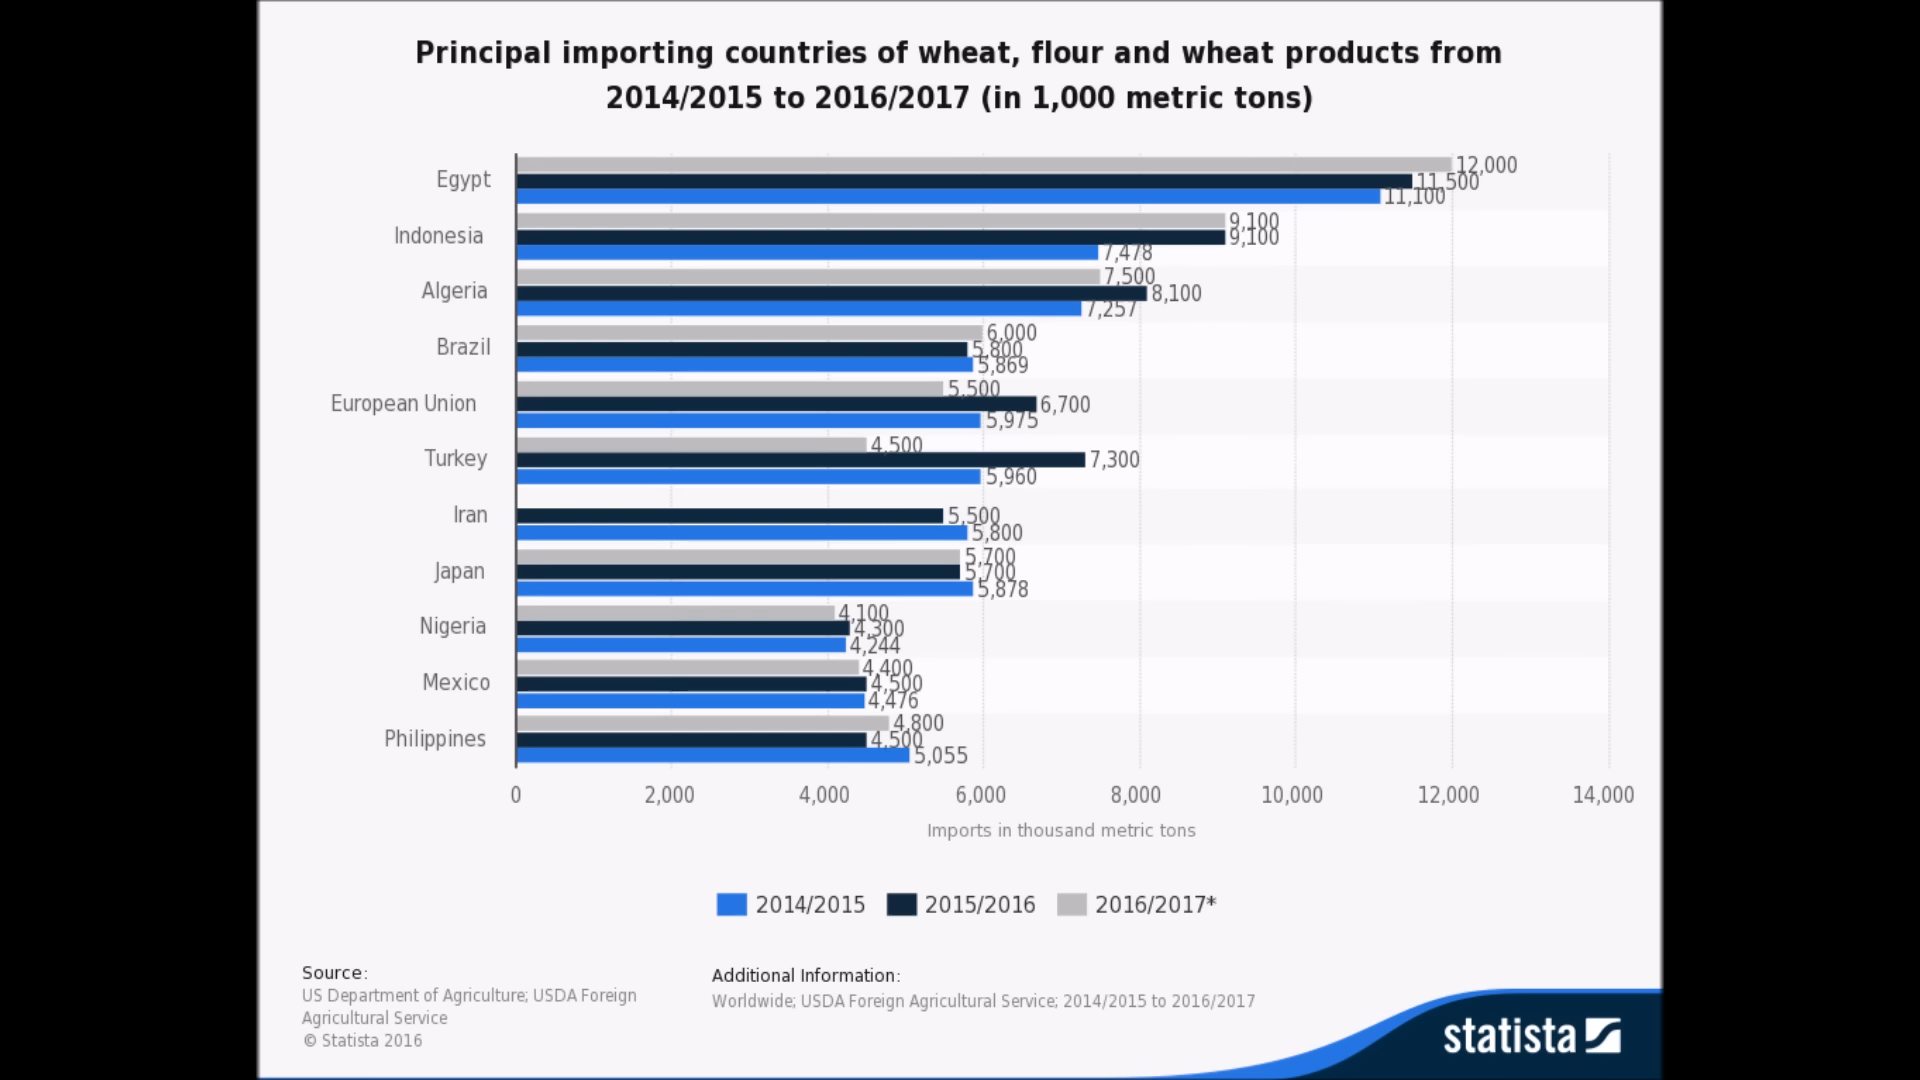 Principal importing countries of wheat, flour and wheat products from
2014/2015 to 2016/2017 (in 1,000 metric tons)
Egypt
12,000
11,500
11,100
Indonesia
9,100
9,100
7,478
Algeria
7,500
8,100
7,257
Brazil
6,000
5,800
5,869
European Union
5,500
6,700
5,975
Turkey
4,500
7,300
5,960
Iran
5,500
5,800
Japan
5,700
5,700
5,878
Nigeria
4,100
4,300
4,244
Mexico
4,400
4,500
4,476
Philippines
4,800
4,500
5,055
0 2,000 4,000 6,000 8,000 10,000 12,000 14,000
Imports in thousand metric tons
2014/2015 2015/2016 2016/2017*
Source:
US Department of Agriculture; USDA Foreign
Agricultural Service
© Statista 2016
Additional Information:
Worldwide; USDA Foreign Agricultural Service; 2014/2015 to 2016/2017
statista